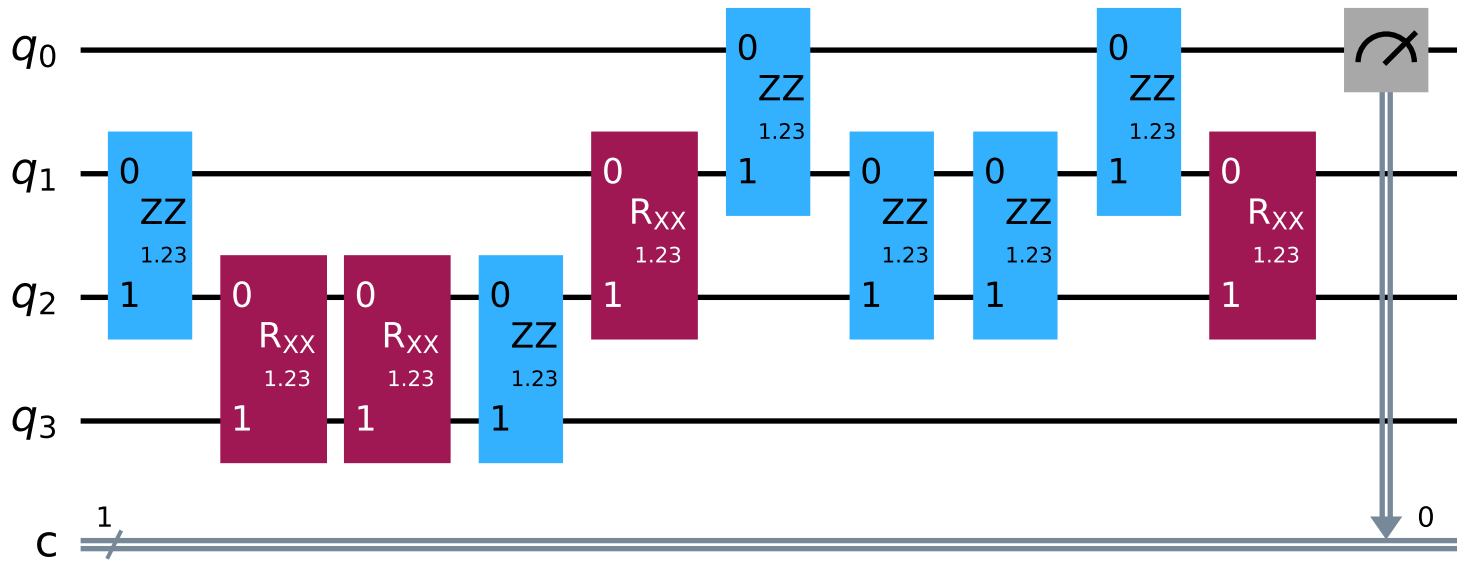 q0 0 0
ZZ ZZ
1.23 1.23
q1 0 0 1 0 0 1 0
ZZ RXX ZZ ZZ RXX
1.23 1.23 1.23 1.23 1.23
q2 1 0 0 0 1 1 1 1
RXX RXX ZZ
1.23 1.23 1.23
q3 1 1 1
1 0
c